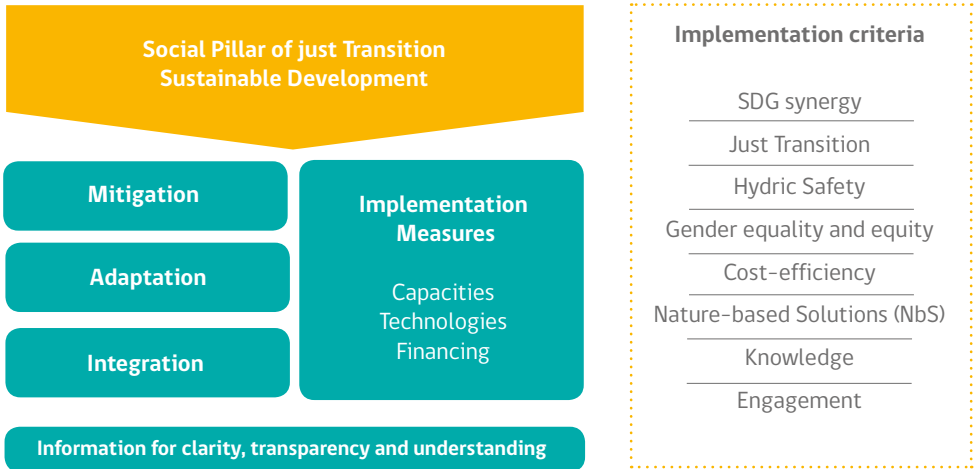 Social Pillar of just Transition
Sustainable Development
Mitigation
Adaptation
Integration
Implementation
Measures
Capacities
Technologies
Financing
Information for clarity, transparency and understanding
Implementation criteria
SDG synergy
Just Transition
Hydric Safety
Gender equality and equity
Cost-efficiency
Nature-based Solutions (NbS)
Knowledge
Engagement